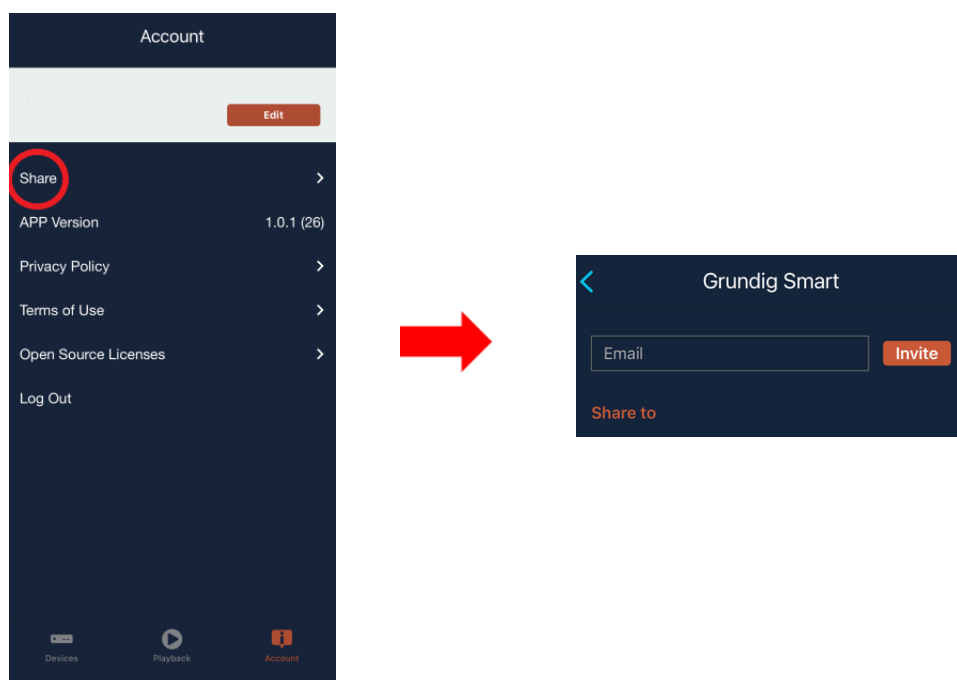 Account
Edit
Share
APP Version 1.0.1 (26)
Privacy Policy
Terms of Use
Open Source Licenses
Log Out
Devices Playback Account
Grundig Smart
Email Invite
Share to